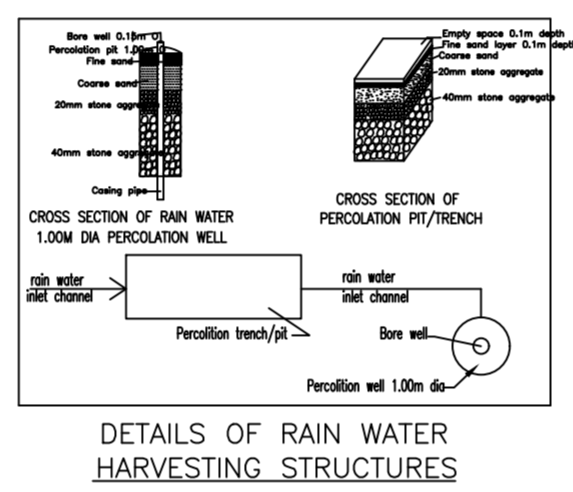 Bore well 0.15m
Percolation pit 1.00m
Fine sand
Coarse sand
20mm stone aggre
40mm stone aggre
Casing pipe
CROSS SECTION OF RAIN WATER
1.00M DIA PERCOLATION WELL
Empty space 0.1m depth
Fine sand layer 0.1m dept
Coarse sand
20mm stone aggregate
40mm stone aggregate
CROSS SECTION OF
PERCOLATION PIT/TRENCH
rain water
inlet channel
Percolition trench/pit
rain water
inlet channel
Bore well
Percolition well 1.00m dia
DETAILS OF RAIN WATER
HARVESTING STRUCTURES